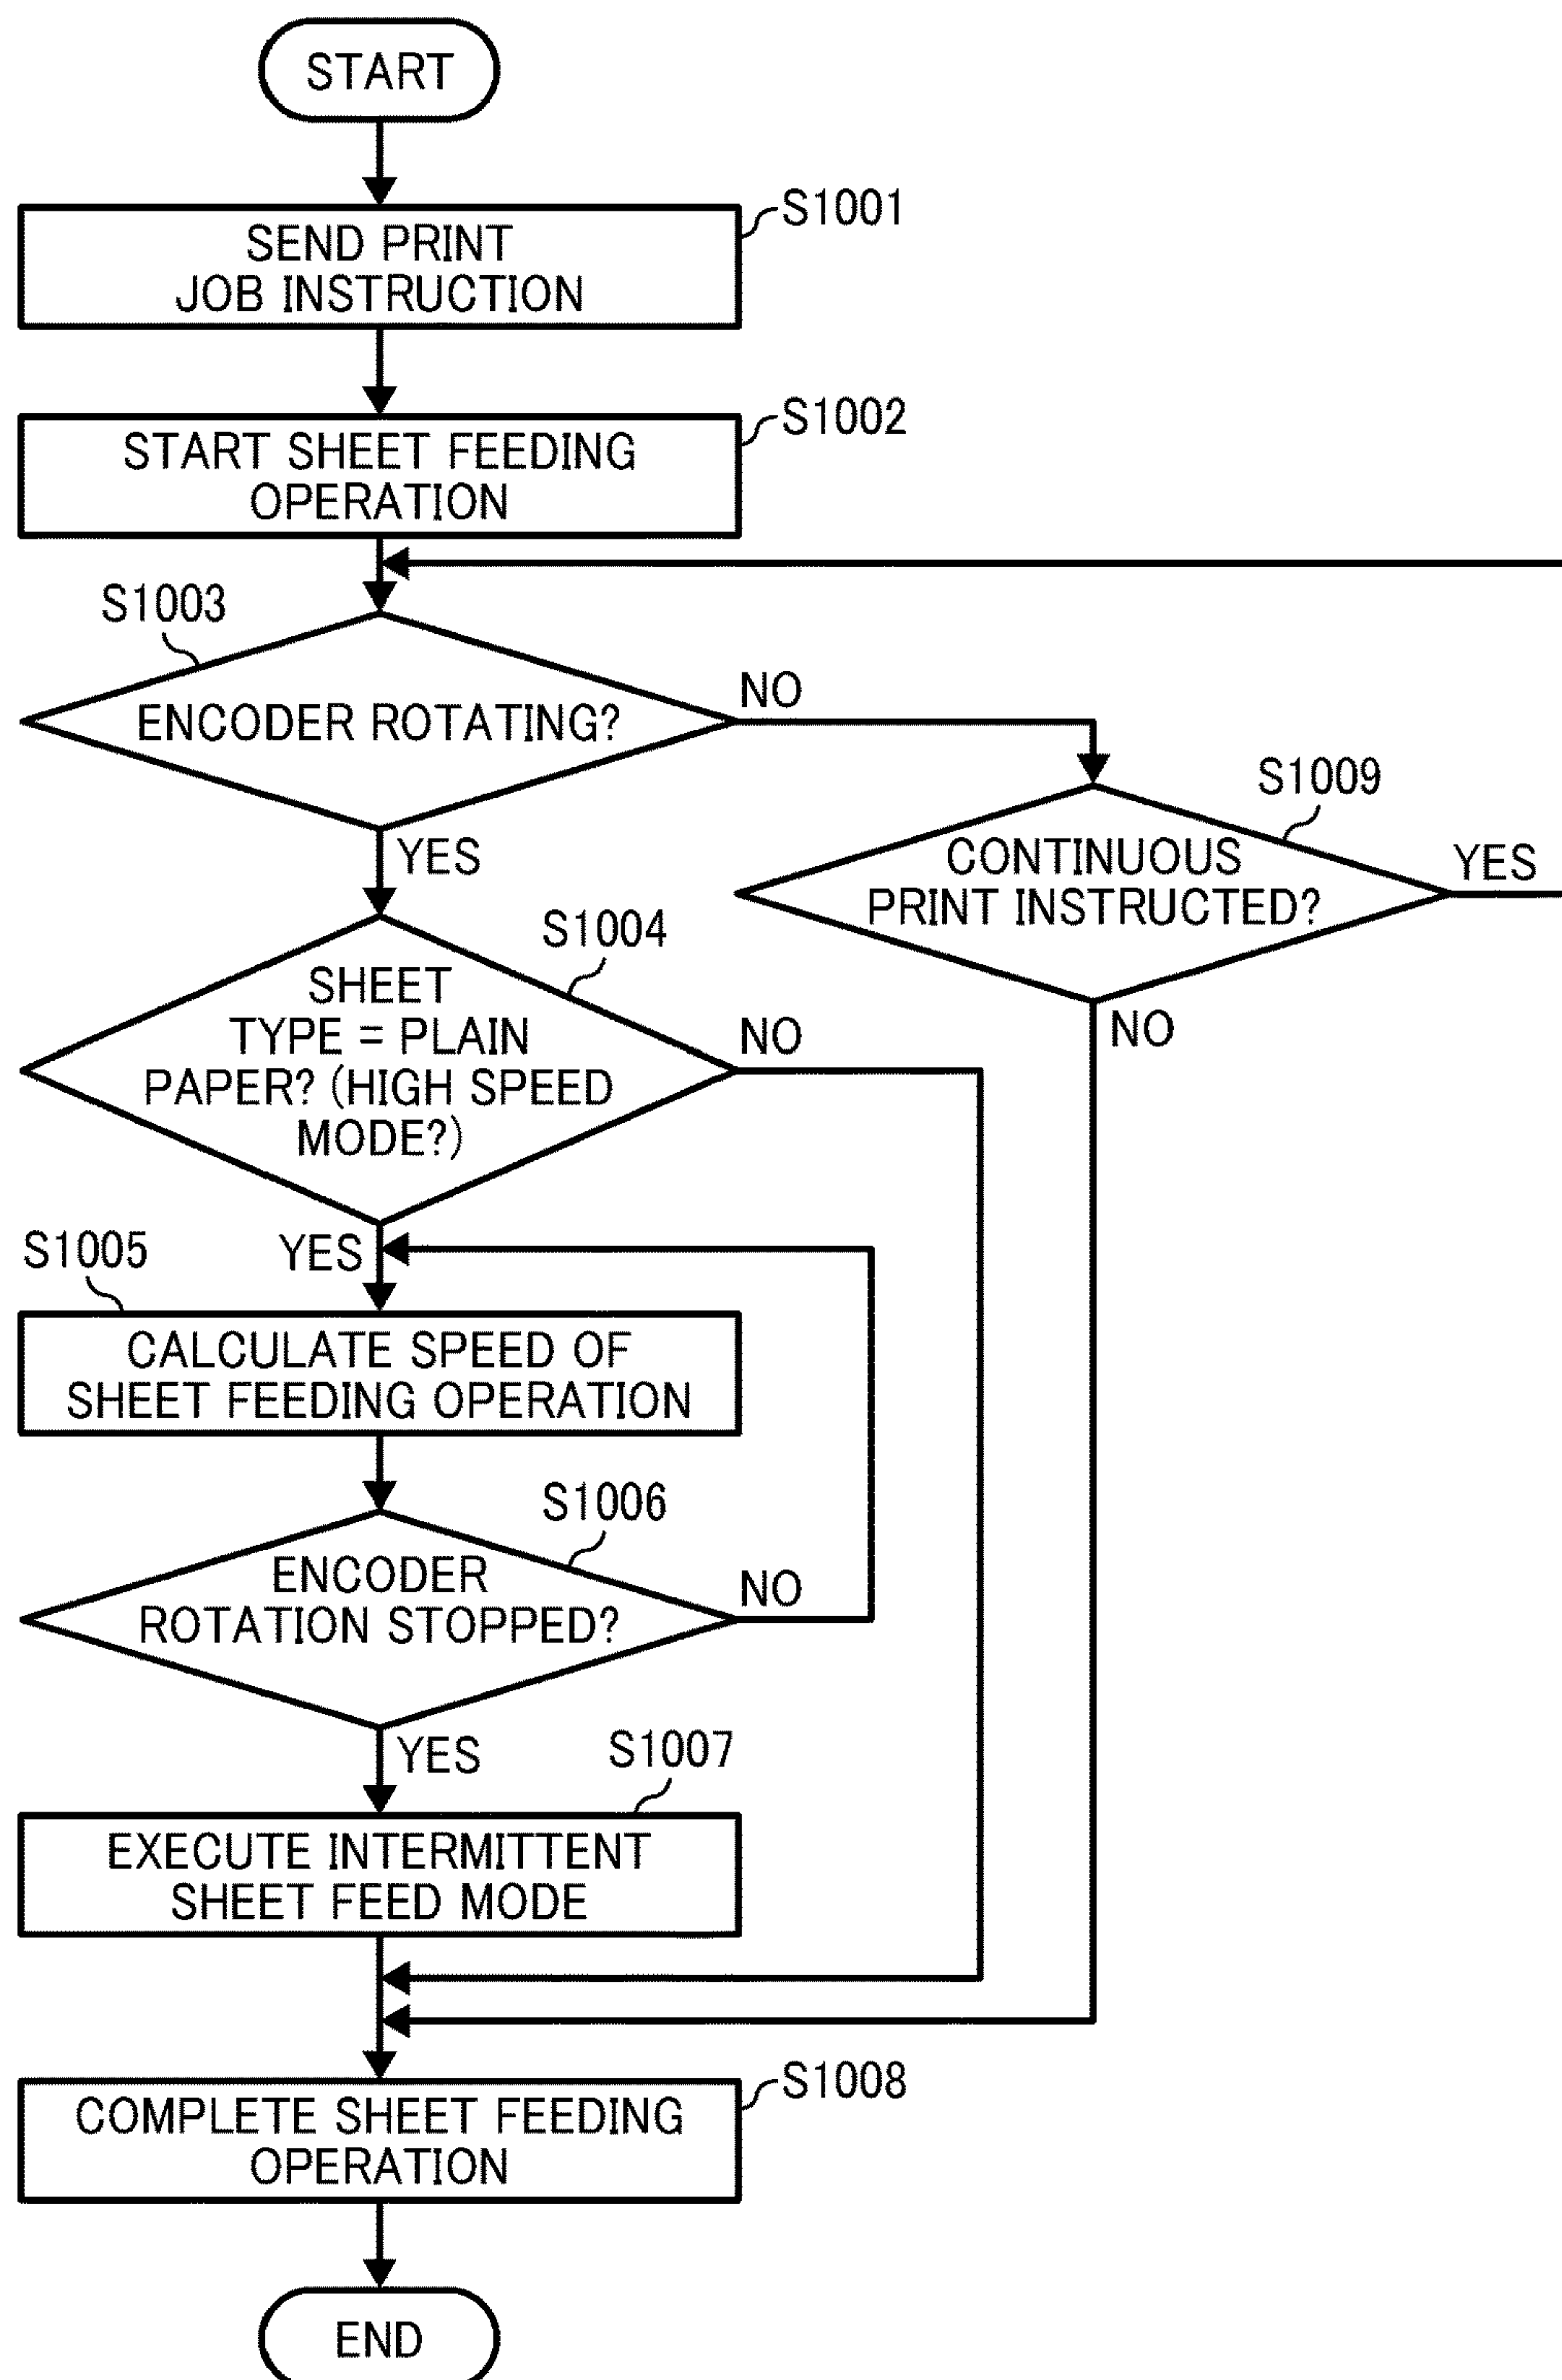 START
S1001
SEND PRINT
JOB INSTRUCTION
S1002
START SHEET FEEDING
OPERATION
S1003
ENCODER ROTATING?
NO
YES
S1009
CONTINUOUS
PRINT INSTRUCTED?
YES
NO
S1004
SHEET
TYPE = PLAIN
PAPER? (HIGH SPEED
MODE?)
NO
YES
S1005
CALCULATE SPEED OF
SHEET FEEDING OPERATION
S1006
ENCODER
ROTATION STOPPED?
NO
YES
S1007
EXECUTE INTERMITTENT
SHEET FEED MODE
S1008
COMPLETE SHEET FEEDING
OPERATION
END